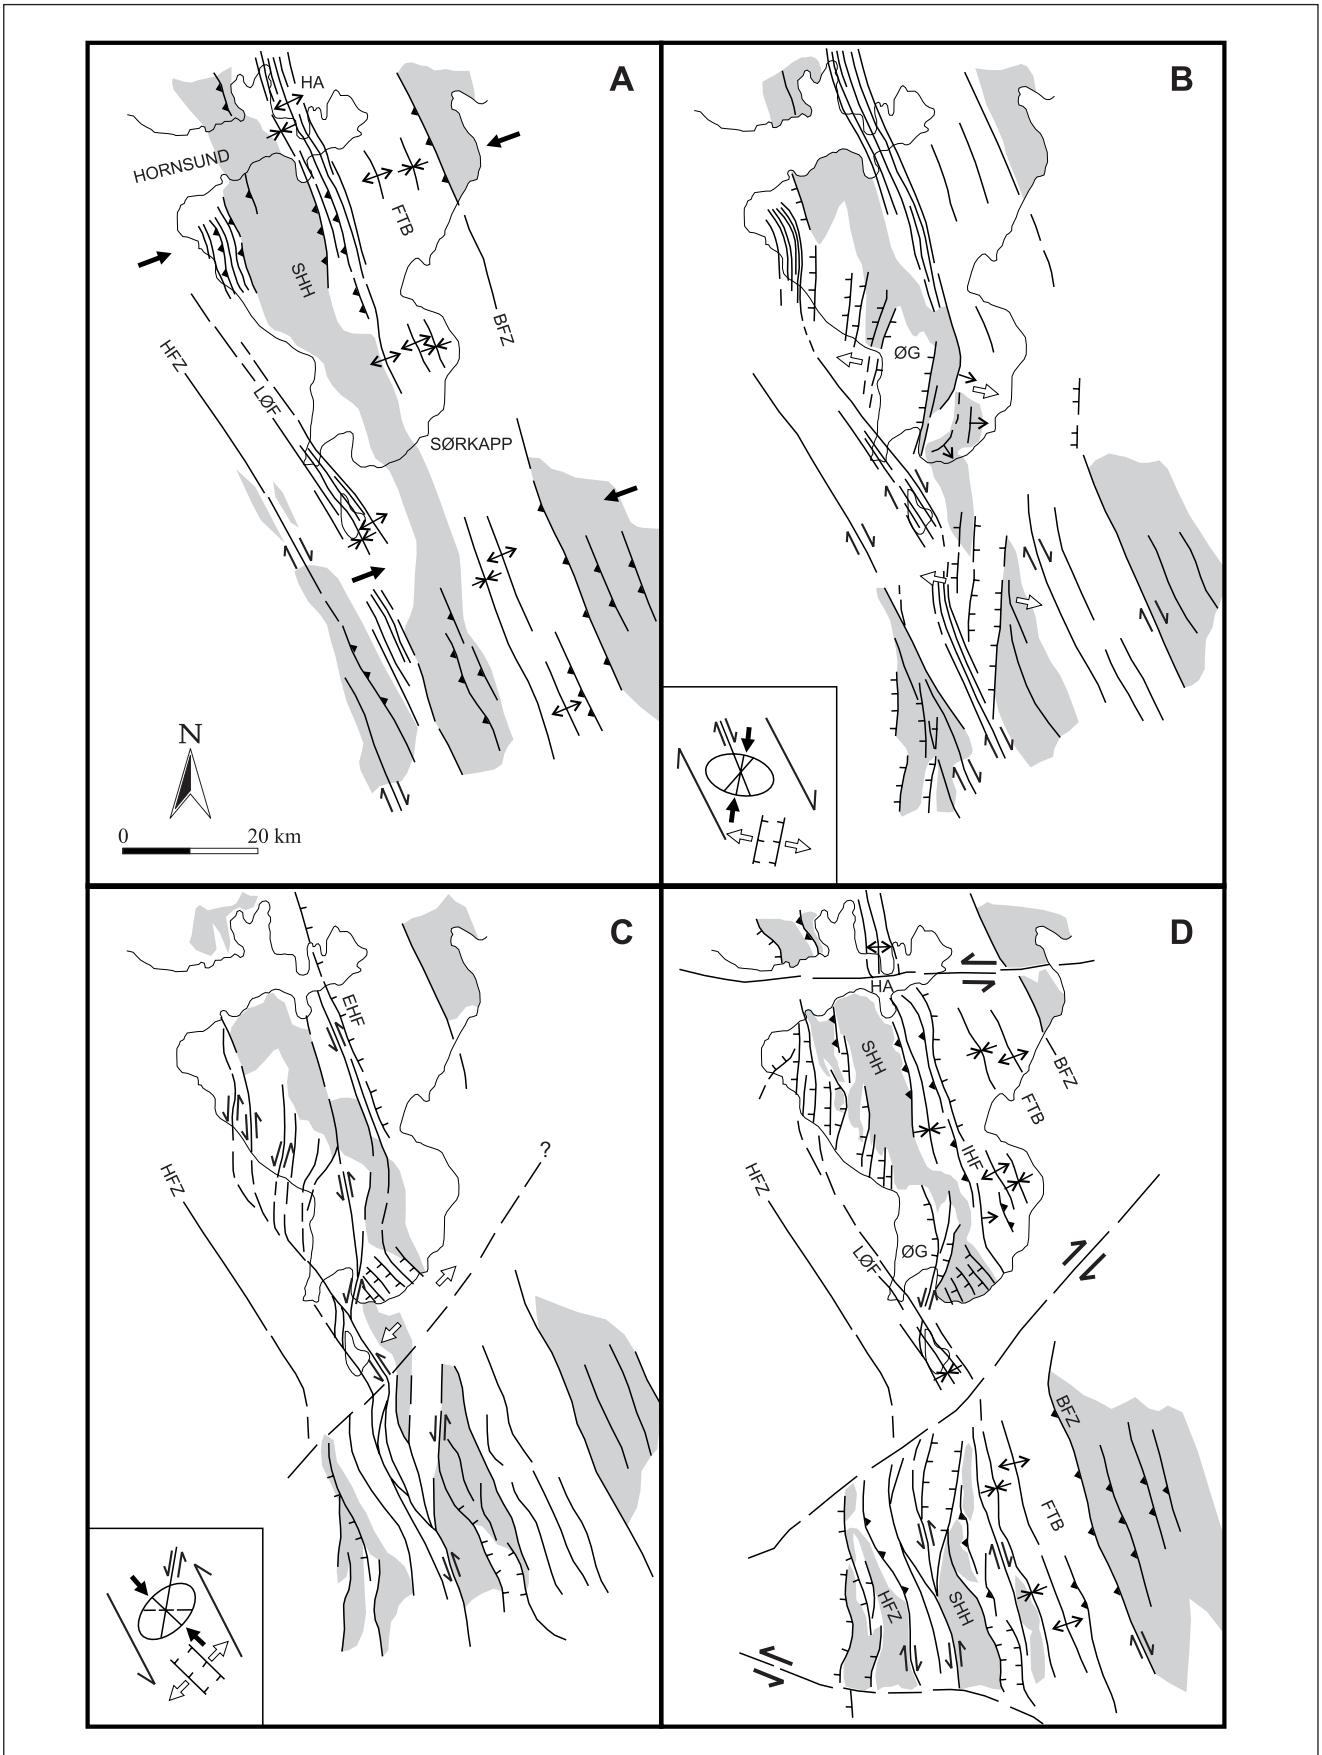 A
HA
HORNSUND
FTB
SHH
BFZ
HFZ
LØF
SØRKAPP
N
0 20 km
B
ØG
C
EHF
HFZ
?
D
HA
SHH
BFZ
FTB
IHF
HFZ
LØF
ØG
BFZ
FTB
HFZ
SHH